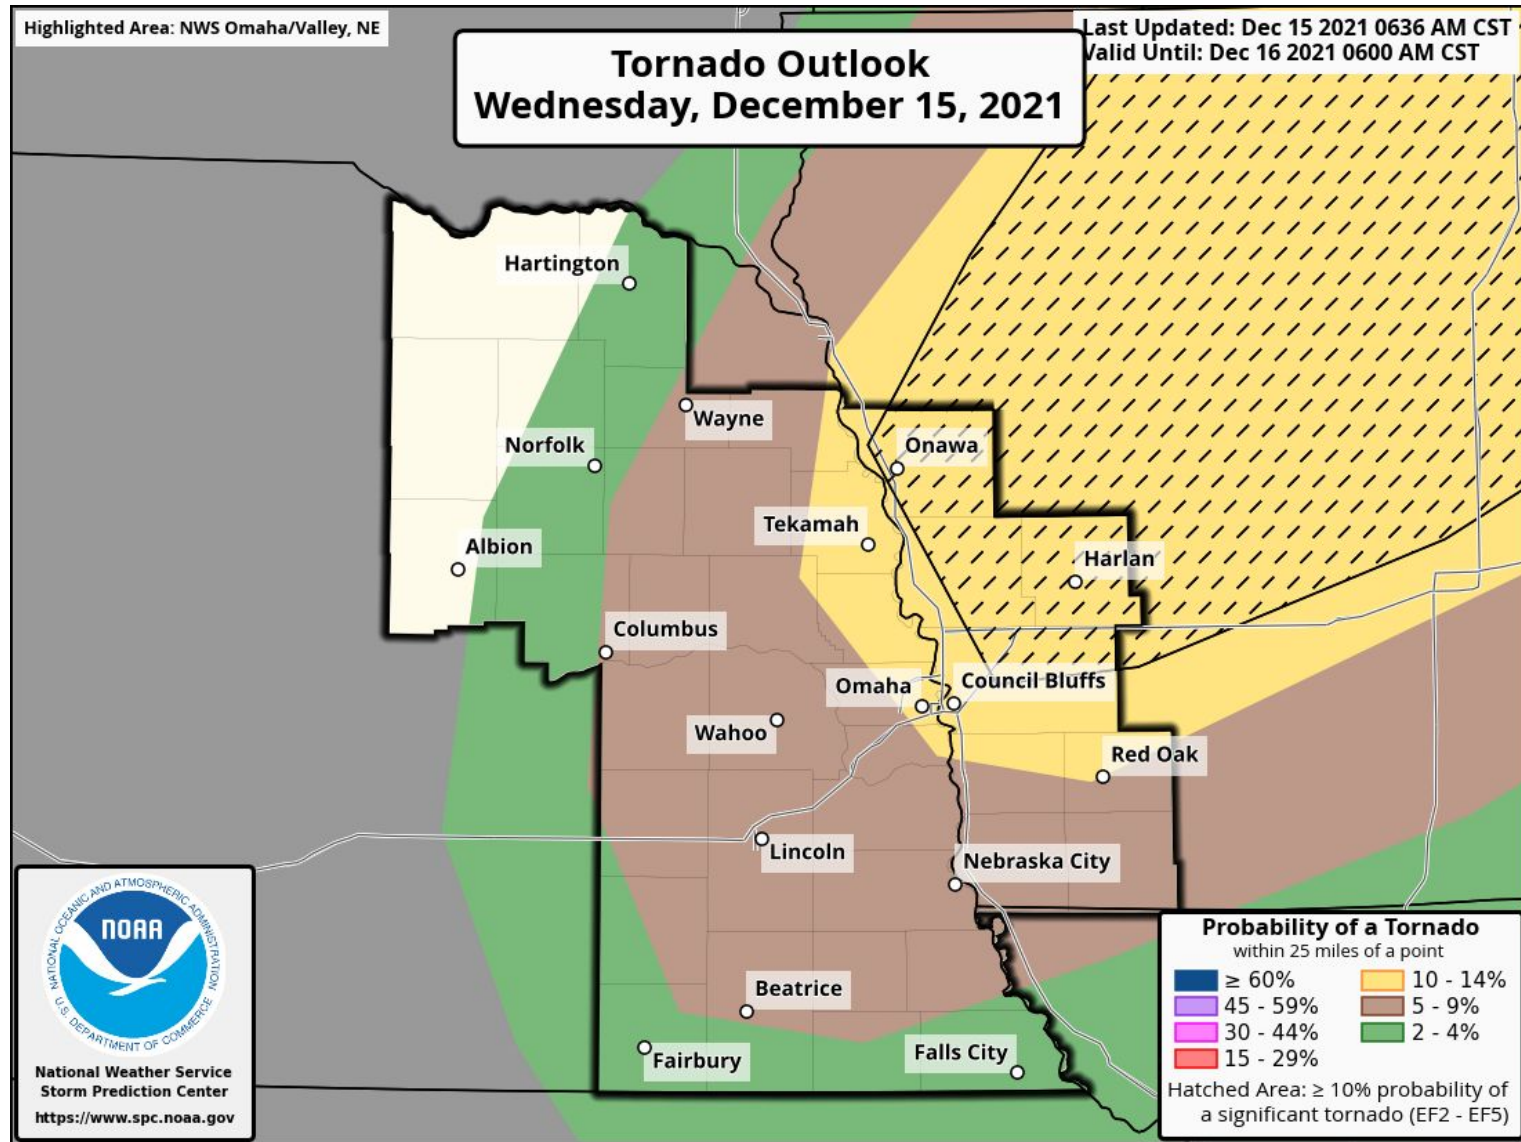 Highlighted Area: NWS Omaha/Valley, NE
Last Updated: Dec 15 2021 0636 AM CST
Valid Until: Dec 16 2021 0600 AM CST
Tornado Outlook
Wednesday, December 15, 2021
Hartington
Wayne
Norfolk
Onawa
Tekamah
Albion
Harlan
Columbus
Omaha
Council Bluffs
Wahoo
Red Oak
Lincoln
Nebraska City
Beatrice
Fairbury
Falls City
NATIONAL OCEANIC AND ATMOSPHERIC ADMINISTRATION
NOAA
U.S. DEPARTMENT OF COMMERCE
National Weather Service
Storm Prediction Center
https://www.spc.noaa.gov
Probability of a Tornado
within 25 miles of a point
≥ 60% 10 - 14%
45 - 59% 5 - 9%
30 - 44% 2 - 4%
15 - 29%
Hatched Area: ≥ 10% probability of
a significant tornado (EF2 - EF5)